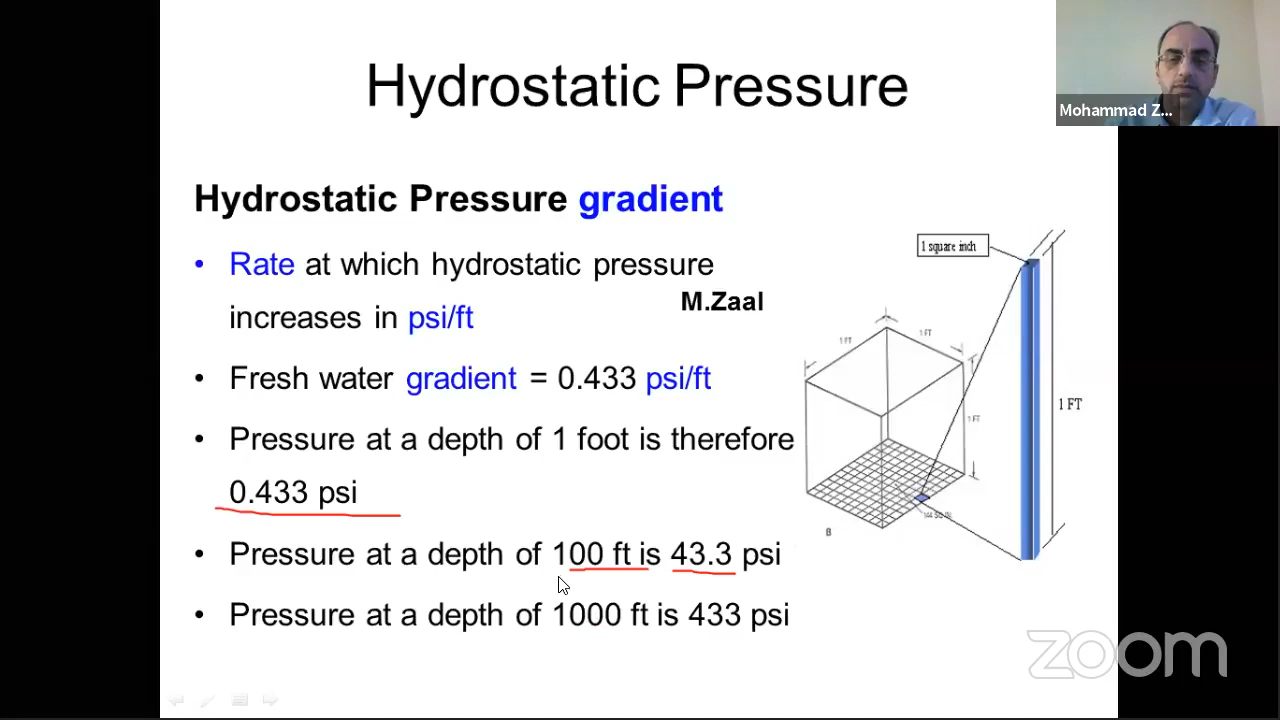 Hydrostatic Pressure
Mohammad Z...
Hydrostatic Pressure gradient
• Rate at which hydrostatic pressure
increases in psi/ft
M.Zaal
• Fresh water gradient = 0.433 psi/ft
• Pressure at a depth of 1 foot is therefore
0.433 psi
• Pressure at a depth of 100 ft is 43.3 psi
• Pressure at a depth of 1000 ft is 433 psi
1 square inch
1 FT
1 FT
1 FT
1 FT
144 SQ IN
B
zoom